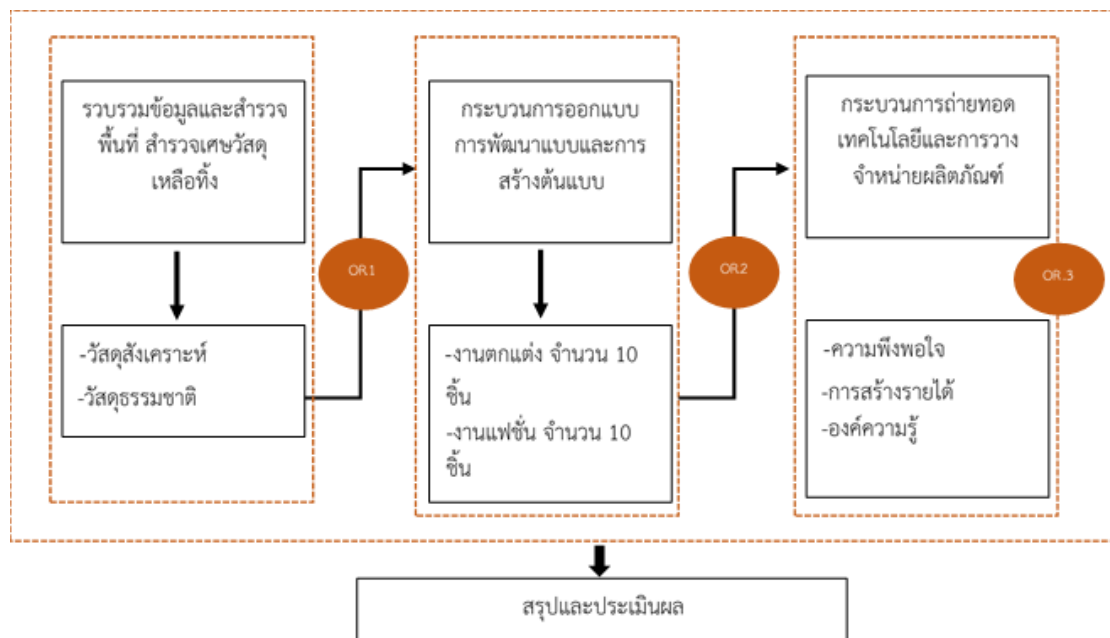 รวบรวมข้อมูลและสำรวจ
พื้นที่ สำรวจเศษวัสดุ
เหลือทิ้ง
-วัสดุสังเคราะห์
-วัสดุธรรมชาติ
OR.1
กระบวนการออกแบบ
การพัฒนาแบบและการ
สร้างต้นแบบ
-งานตกแต่ง จำนวน 10
ชิ้น
-งานแฟชั่น จำนวน 10
ชิ้น
OR.2
กระบวนการถ่ายทอด
เทคโนโลยีและการวาง
จำหน่ายผลิตภัณฑ์
-ความพึงพอใจ
-การสร้างรายได้
-องค์ความรู้
OR.3
สรุปและประเมินผล